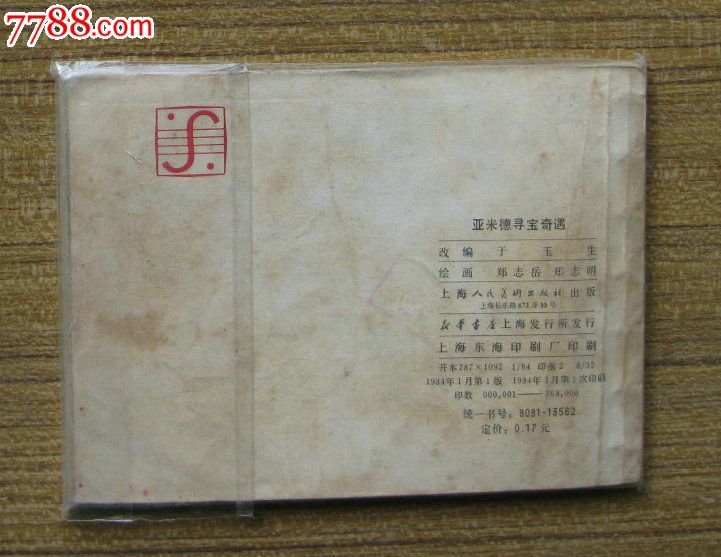 7788.com
亚米德寻宝奇遇
改编 于玉生
绘画 郑志岳 郑志明
上海人民美術出版社出版
上海长乐路672弄33号
新华书店上海发行所发行
上海东海印刷厂印刷
开本787×1092 1/64 印张2 8/32
1984年1月第1版 1984年1月第1次印刷
印数 000,001——368,000
统一书号：8081·13562
定价：0.17元